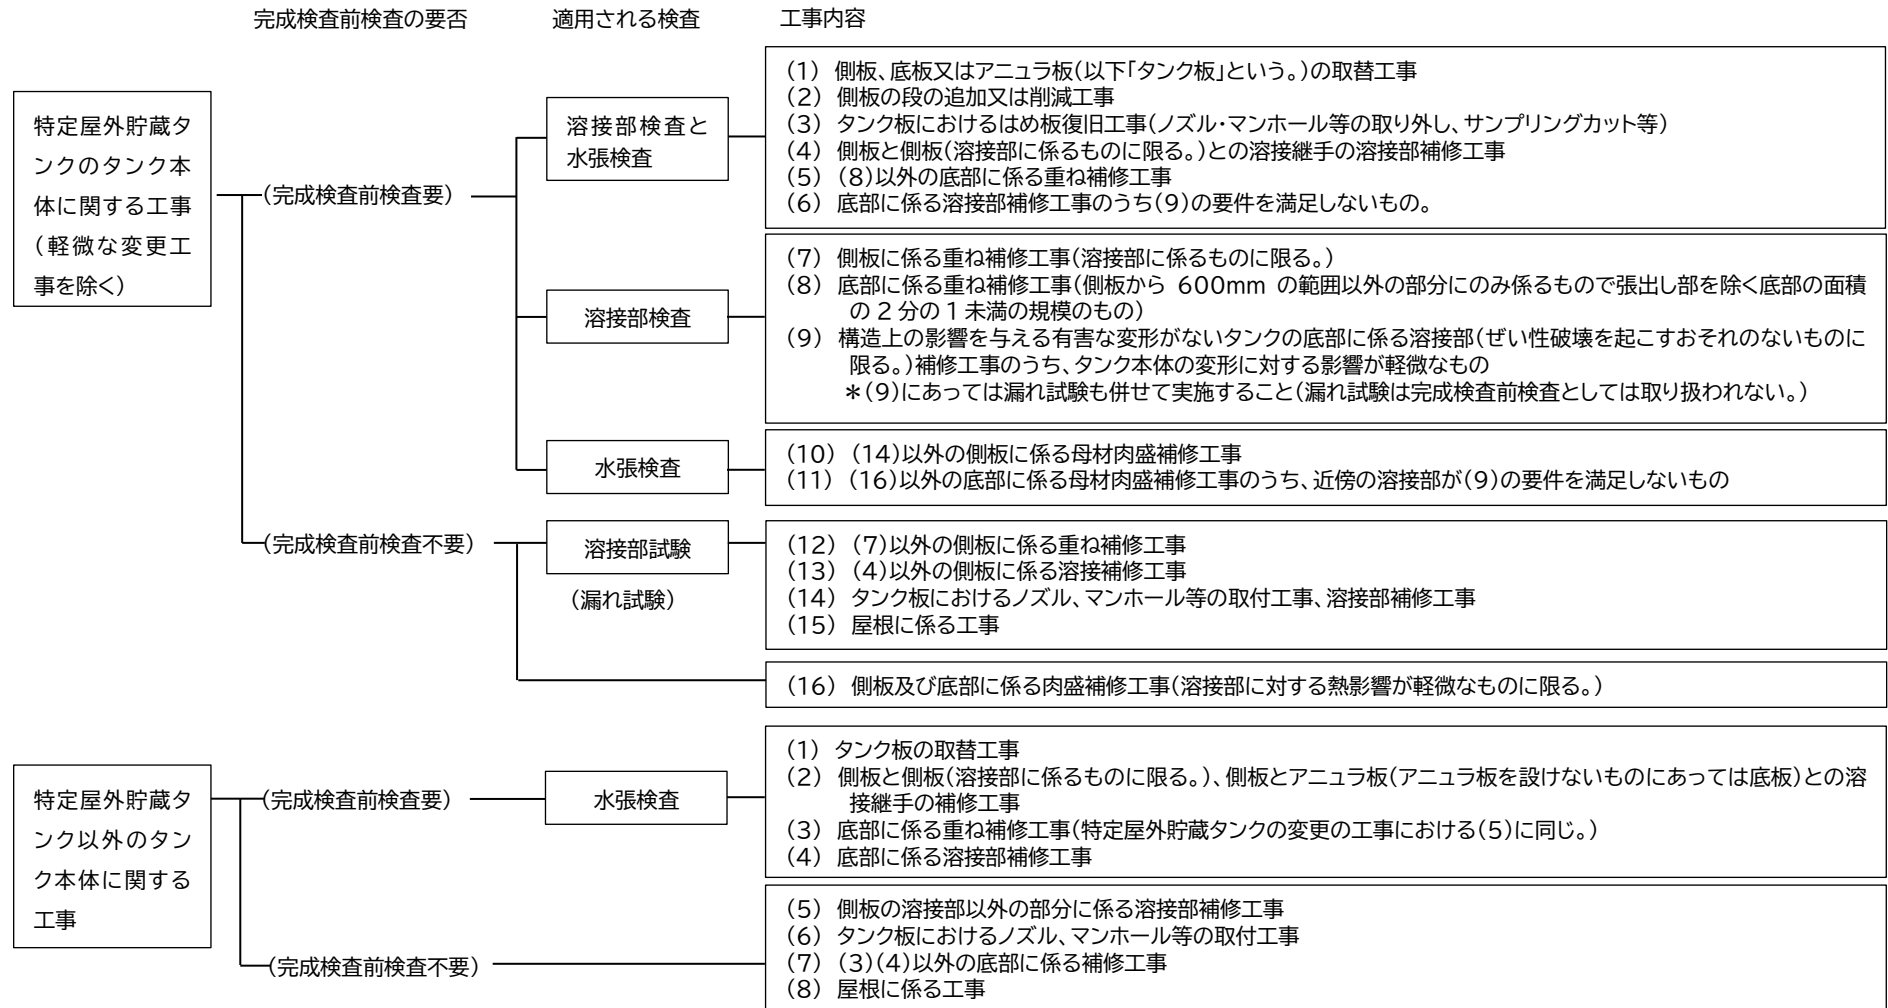 完成検査前検査の要否 適用される検査 工事内容
特定屋外貯蔵タ
ンクのタンク本
体に関する工事
(軽微な変更工
事を除く)
(完成検査前検査要)
溶接部検査と
水張検査
(1) 側板、底板又はアニュラ板(以下「タンク板」という。)の取替工事
(2) 側板の段の追加又は削減工事
(3) タンク板におけるはめ板復旧工事(ノズル・マンホール等の取り外し、サンプリングカット等)
(4) 側板と側板(溶接部に係るものに限る。)との溶接継手の溶接部補修工事
(5) (8)以外の底部に係る重ね補修工事
(6) 底部に係る溶接部補修工事のうち(9)の要件を満足しないもの。
溶接部検査
(7) 側板に係る重ね補修工事(溶接部に係るものに限る。)
(8) 底部に係る重ね補修工事(側板から 600mm の範囲以外の部分にのみ係るもので張出し部を除く底部の面積
の 2 分の 1 未満の規模のもの)
(9) 構造上の影響を与える有害な変形がないタンクの底部に係る溶接部(ぜい性破壊を起こすおそれのないものに
限る。)補修工事のうち、タンク本体の変形に対する影響が軽微なもの
＊(9)にあっては漏れ試験も併せて実施すること(漏れ試験は完成検査前検査としては取り扱われない。)
水張検査
(10) (14)以外の側板に係る母材肉盛補修工事
(11) (16)以外の底部に係る母材肉盛補修工事のうち、近傍の溶接部が(9)の要件を満足しないもの
(完成検査前検査不要)
溶接部試験
(漏れ試験)
(12) (7)以外の側板に係る重ね補修工事
(13) (4)以外の側板に係る溶接補修工事
(14) タンク板におけるノズル、マンホール等の取付工事、溶接部補修工事
(15) 屋根に係る工事
(16) 側板及び底部に係る肉盛補修工事(溶接部に対する熱影響が軽微なものに限る。)
特定屋外貯蔵タ
ンク以外のタン
ク本体に関する
工事
(完成検査前検査要)
水張検査
(1) タンク板の取替工事
(2) 側板と側板(溶接部に係るものに限る。)、側板とアニュラ板(アニュラ板を設けないものにあっては底板)との溶
接継手の補修工事
(3) 底部に係る重ね補修工事(特定屋外貯蔵タンクの変更の工事における(5)に同じ。)
(4) 底部に係る溶接部補修工事
(完成検査前検査不要)
(5) 側板の溶接部以外の部分に係る溶接部補修工事
(6) タンク板におけるノズル、マンホール等の取付工事
(7) (3)(4)以外の底部に係る補修工事
(8) 屋根に係る工事